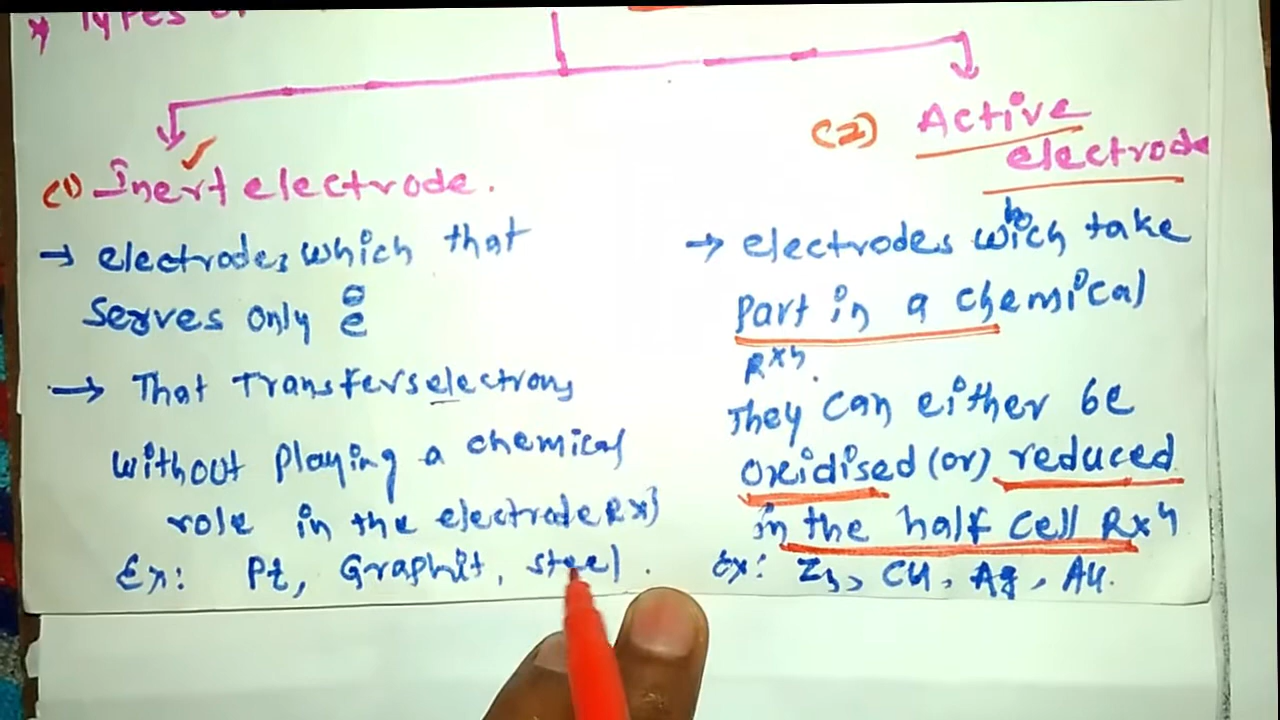 * Types of
(1) Inert electrode.
→ electrodes which that
serves only e⊖
→ That Transfers electrons
without playing a chemical
role in the electrode Rxn
Ex: Pt, Graphit, steel.
(2) Active
electrode
→ electrodes which take
Part in a chemical
Rxn.
They can either be
oxidised (or) reduced
in the half cell Rxn
Ex: Zn, Cu, Ag, Au.